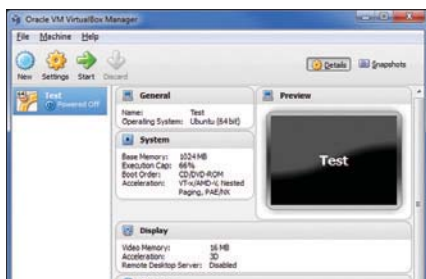 Oracle VM VirtualBox Manager
File Machine Help
New Settings Start Discard
Details Snapshots
Test
Powered Off
General
Name: Test
Operating System: Ubuntu (64 bit)
System
Base Memory: 1024 MB
Execution Cap: 66%
Boot Order: CD/DVD-ROM
Acceleration: VT-x/AMD-V, Nested
Paging, PAE/NX
Preview
Test
Display
Video Memory: 16 MB
Acceleration: 3D
Remote Desktop Server: Disabled